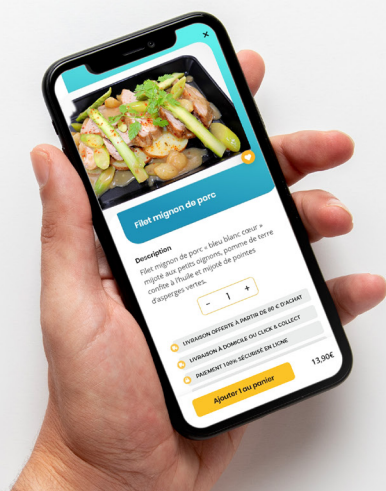 ×
Filet mignon de porc
Description
Filet mignon de porc « bleu blanc cœur »
mijoté aux petits oignons, pomme de terre
confite à l'huile et mijoté de pointes
d'asperges vertes.
- 1 +
LIVRAISON OFFERTE À PARTIR DE 80 € D'ACHAT
LIVRAISON À DOMICILE OU CLICK & COLLECT
PAIEMENT 100% SÉCURISÉ EN LIGNE
13,90€
Ajouter 1 au panier